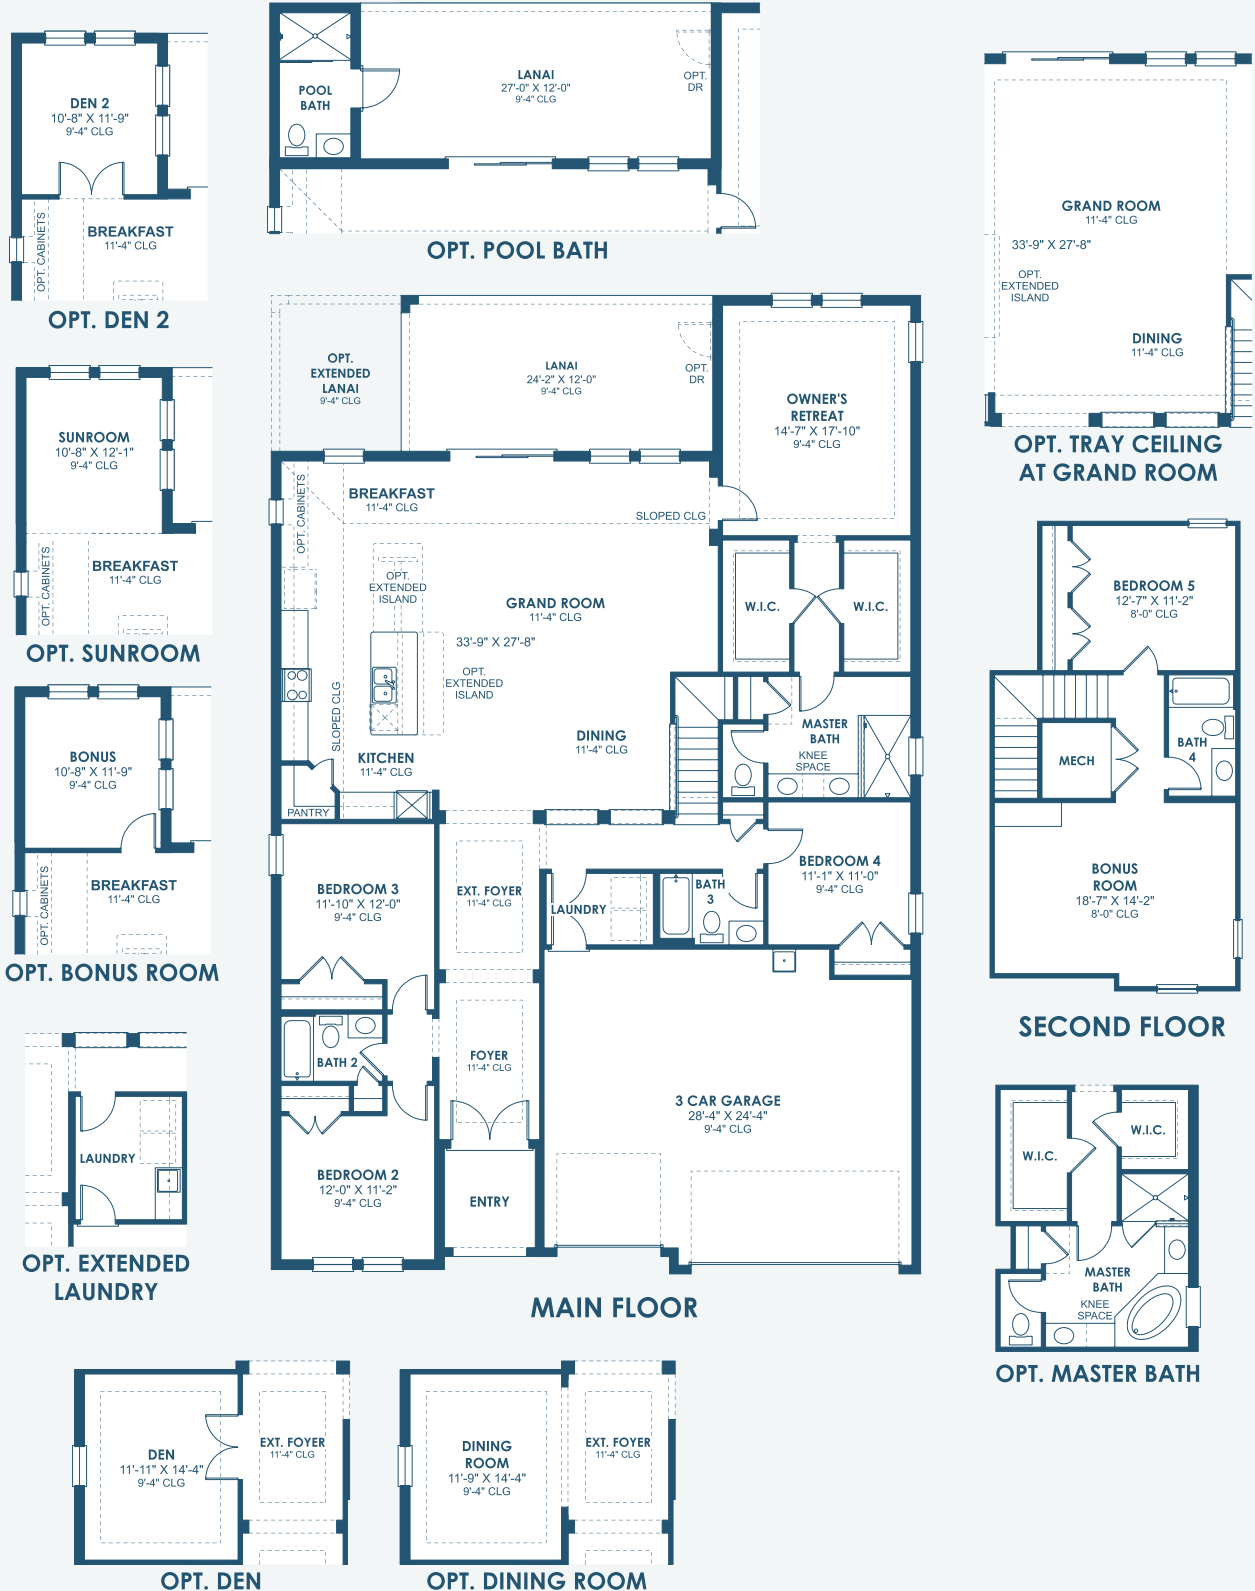 DEN 2
10'-8" X 11'-9"
9'-4" CLG
OPT. CABINETS
BREAKFAST
11'-4" CLG
OPT. DEN 2
POOL
BATH
LANAI
27'-0" X 12'-0"
9'-4" CLG
OPT.
DR
OPT. POOL BATH
GRAND ROOM
11'-4" CLG
33'-9" X 27'-8"
OPT.
EXTENDED
ISLAND
DINING
11'-4" CLG
OPT. TRAY CEILING
AT GRAND ROOM
SUNROOM
10'-8" X 12'-1"
9'-4" CLG
OPT. CABINETS
BREAKFAST
11'-4" CLG
OPT. SUNROOM
BONUS
10'-8" X 11'-9"
9'-4" CLG
OPT. CABINETS
BREAKFAST
11'-4" CLG
OPT. BONUS ROOM
LAUNDRY
OPT. EXTENDED
LAUNDRY
OPT.
EXTENDED
LANAI
9'-4" CLG
LANAI
24'-2" X 12'-0"
9'-4" CLG
OPT.
DR
OWNER'S
RETREAT
14'-7" X 17'-10"
9'-4" CLG
OPT. CABINETS
BREAKFAST
11'-4" CLG
SLOPED CLG
OPT.
EXTENDED
ISLAND
GRAND ROOM
11'-4" CLG
33'-9" X 27'-8"
OPT.
EXTENDED
ISLAND
W.I.C.
W.I.C.
SLOPED CLG
DINING
11'-4" CLG
MASTER
BATH
KNEE
SPACE
KITCHEN
11'-4" CLG
PANTRY
BEDROOM 3
11'-10" X 12'-0"
9'-4" CLG
EXT. FOYER
11'-4" CLG
LAUNDRY
BATH
3
BEDROOM 4
11'-1" X 11'-0"
9'-4" CLG
BATH 2
FOYER
11'-4" CLG
3 CAR GARAGE
28'-4" X 24'-4"
9'-4" CLG
BEDROOM 2
12'-0" X 11'-2"
9'-4" CLG
ENTRY
MAIN FLOOR
BEDROOM 5
12'-7" X 11'-2"
8'-0" CLG
MECH
BATH
4
BONUS
ROOM
18'-7" X 14'-2"
8'-0" CLG
SECOND FLOOR
W.I.C.
W.I.C.
MASTER
BATH
KNEE
SPACE
OPT. MASTER BATH
DEN
11'-11" X 14'-4"
9'-4" CLG
EXT. FOYER
11'-4" CLG
OPT. DEN
DINING
ROOM
11'-9" X 14'-4"
9'-4" CLG
EXT. FOYER
11'-4" CLG
OPT. DINING ROOM